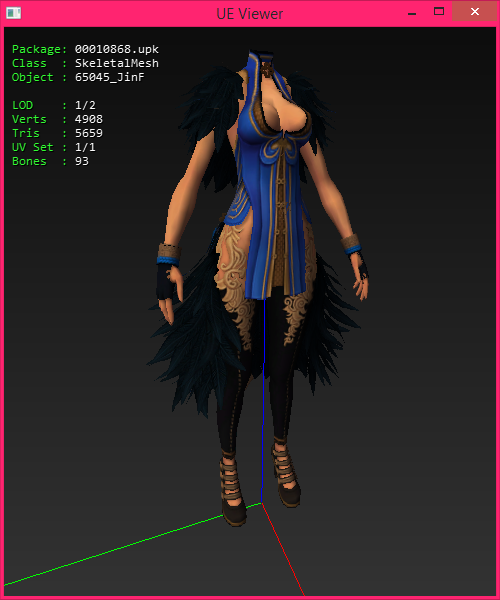 UE Viewer
Package: 00010868.upk
Class : SkeletalMesh
Object : 65045_JinF
LOD : 1/2
Verts : 4908
Tris : 5659
UV Set : 1/1
Bones : 93